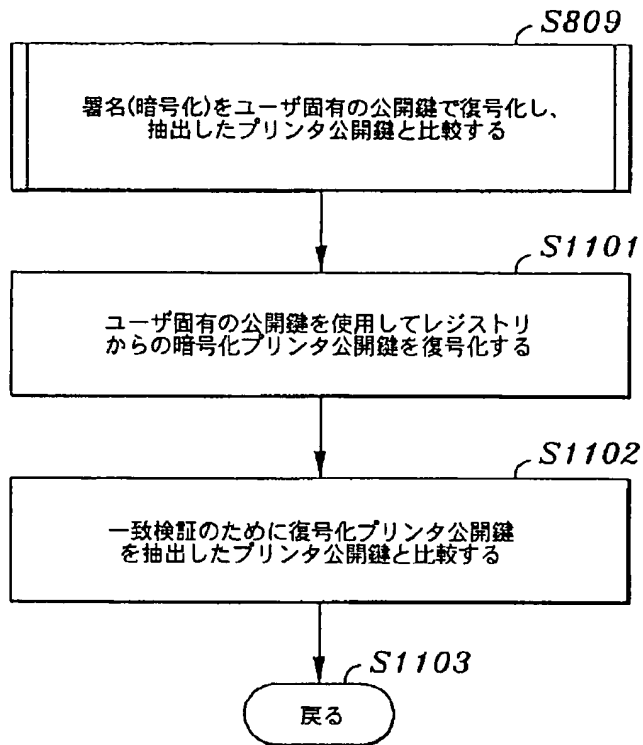 S809
署名(暗号化)をユーザ固有の公開鍵で復号化し、
抽出したプリンタ公開鍵と比較する
S1101
ユーザ固有の公開鍵を使用してレジストリ
からの暗号化プリンタ公開鍵を復号化する
S1102
一致検証のために復号化プリンタ公開鍵
を抽出したプリンタ公開鍵と比較する
S1103
戻る